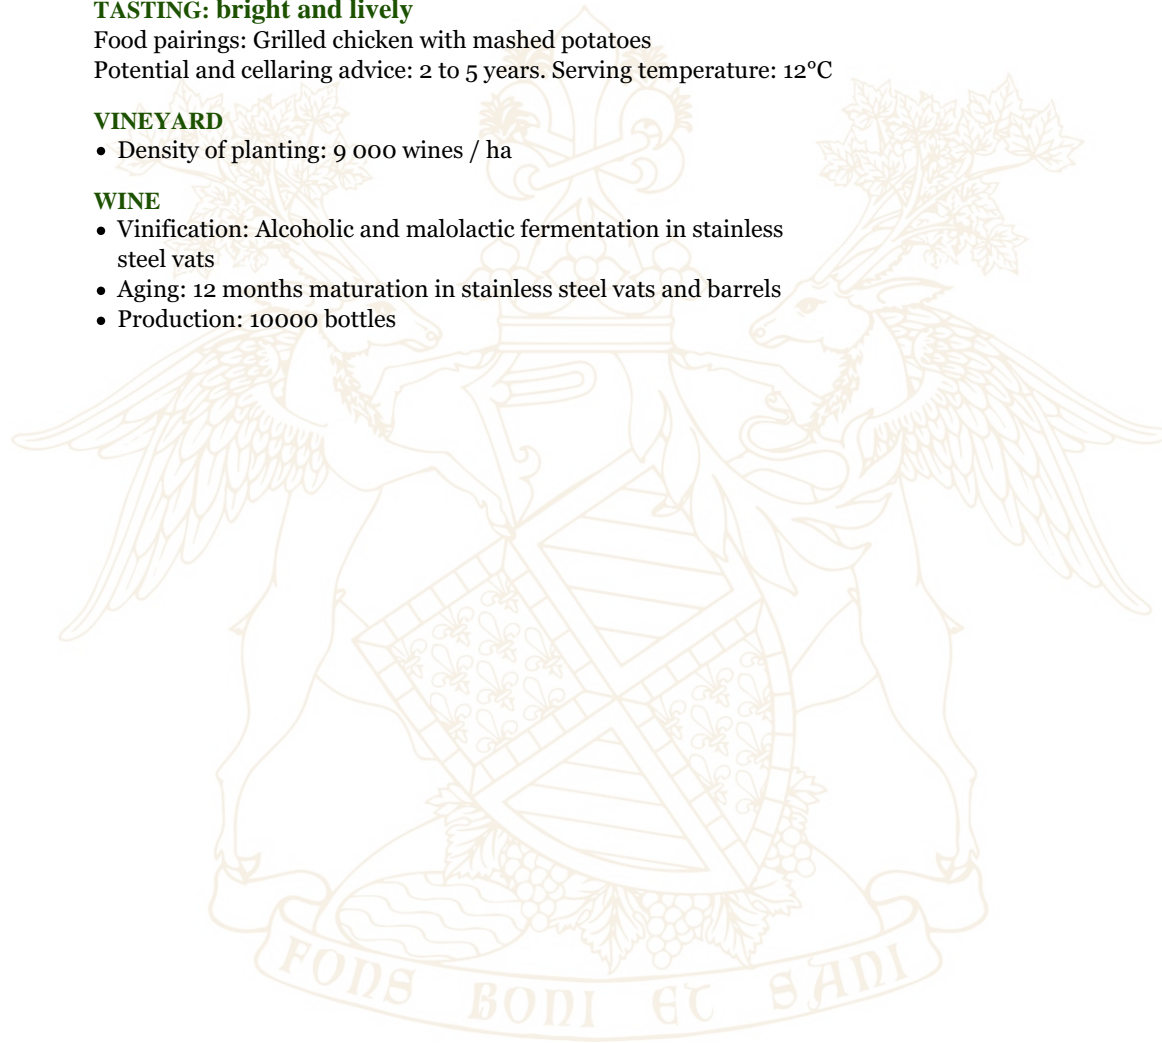 TASTING: bright and lively
Food pairings: Grilled chicken with mashed potatoes
Potential and cellaring advice: 2 to 5 years. Serving temperature: 12°C
VINEYARD
• Density of planting: 9 000 wines / ha
WINE
• Vinification: Alcoholic and malolactic fermentation in stainless
steel vats
• Aging: 12 months maturation in stainless steel vats and barrels
• Production: 10000 bottles
FONS BONI ET SANI